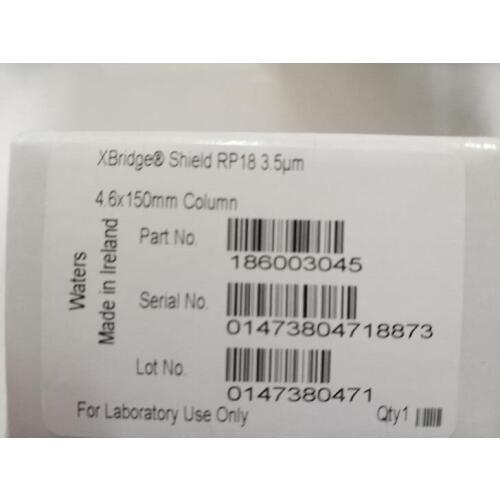 XBridge® Shield RP18 3.5µm
4.6x150mm Column
Waters
Made in Ireland
Part No.
186003045
Serial No.
01473804718873
Lot No.
0147380471
For Laboratory Use Only
Qty1